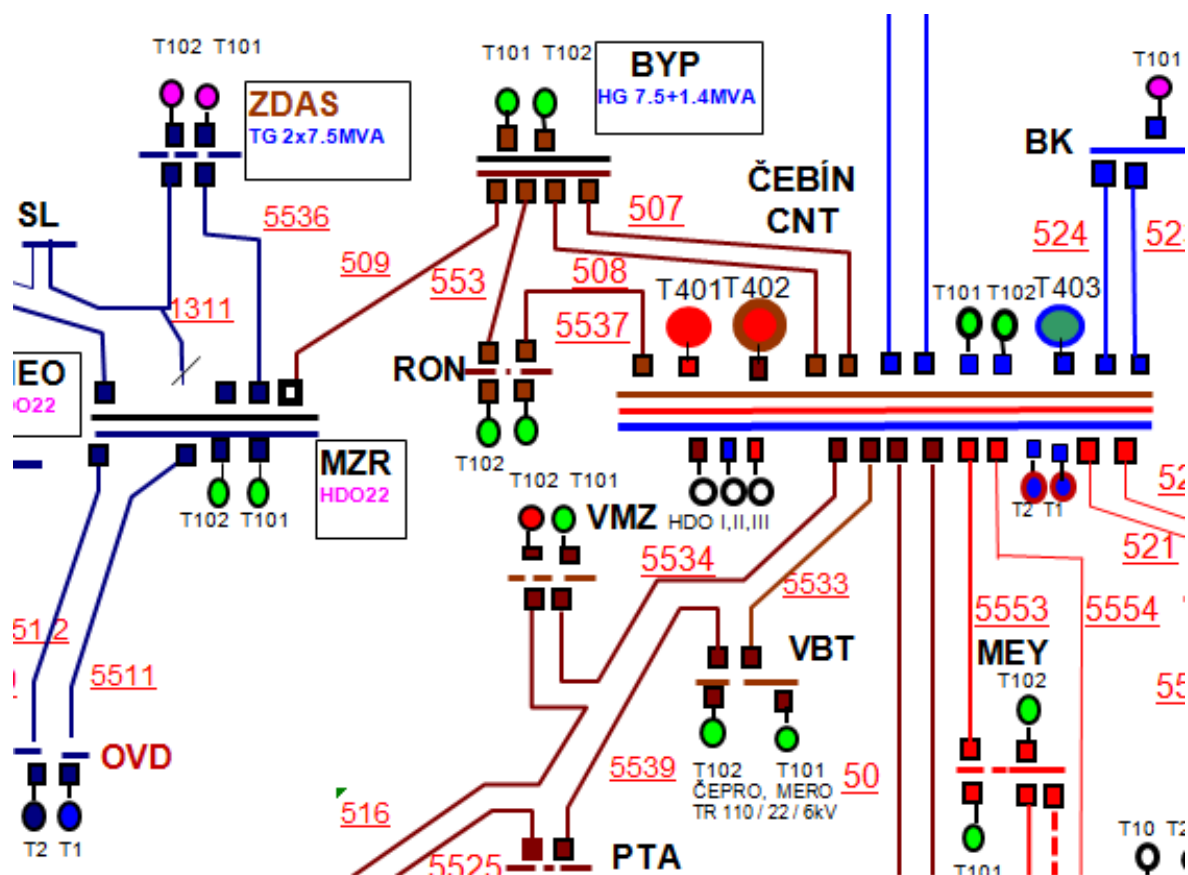 T102 T101
ZDAS
TG 2x7.5MVA
T101 T102
BYP
HG 7.5+1.4MVA
T101
BK
ČEBÍN
CNT
SL
5536
509
553
508
507
524
1311
5537
T401
T402
T101
T102
T403
RON
MZR
HDO22
T102
T102 T101
T102 T101
VMZ
HDO I,II,III
T2 T1
5534
5533
521
5553
5554
5511
VBT
MEY
T102
OVD
5539
T102
T101
ČEPRO, MERO
TR 110 / 22 / 6kV
50
516
T2 T1
5525
PTA
T101
T10